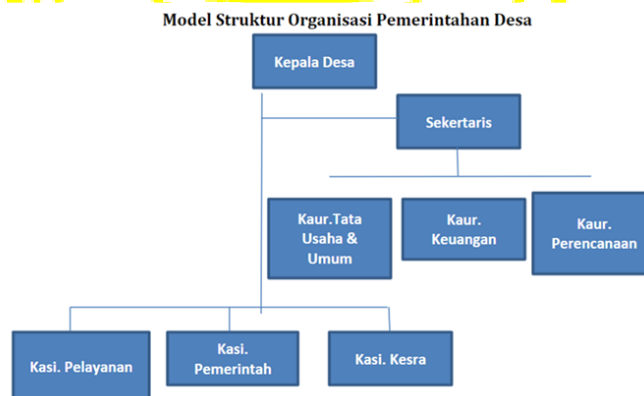 Model Struktur Organisasi Pemerintahan Desa
Kepala Desa
Sekertaris
Kaur.Tata
Usaha &
Umum
Kaur.
Keuangan
Kaur.
Perencanaan
Kasi. Pelayanan
Kasi.
Pemerintah
Kasi. Kesra